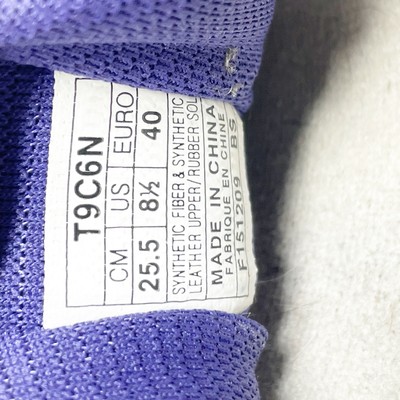 T9C6N
CM US EURO
25.5 8½ 40
SYNTHETIC FIBER & SYNTHETIC
LEATHER UPPER/RUBBER SOL
MADE IN CHINA
FABRIQUE EN CHINE
F151209 BS